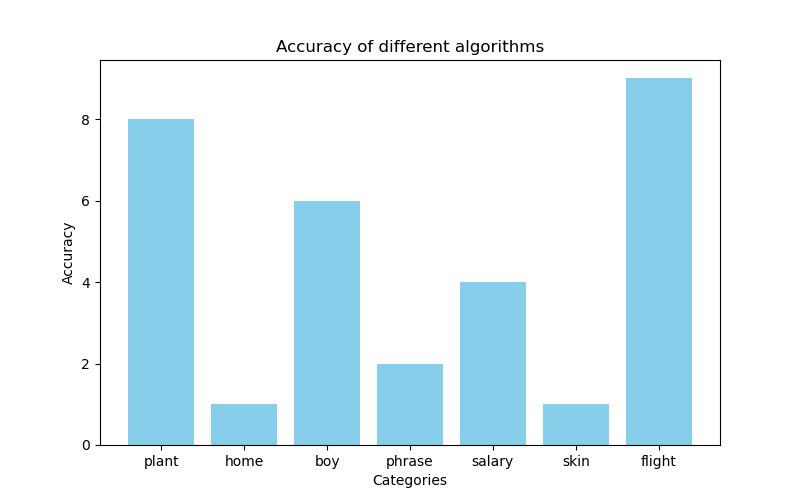 Accuracy of different algorithms
Accuracy
8
6
4
2
0
plant home boy phrase salary skin flight
Categories